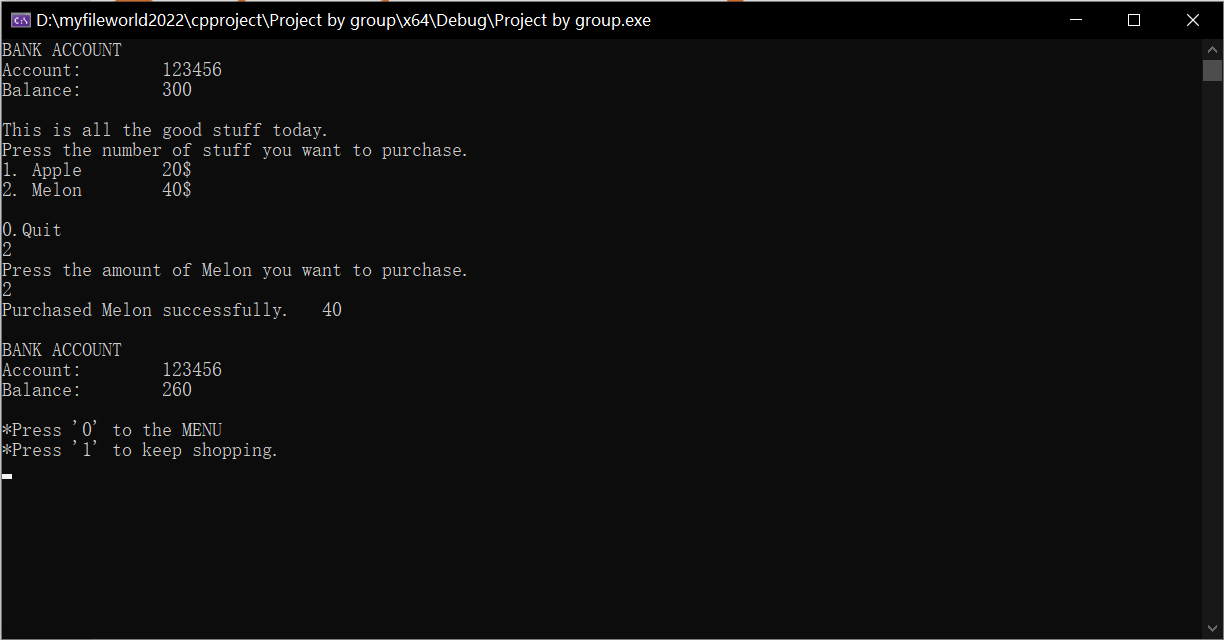 D:\myfileworld2022\cpproject\Project by group\x64\Debug\Project by group.exe
BANK ACCOUNT
Account: 123456
Balance: 300
This is all the good stuff today.
Press the number of stuff you want to purchase.
1. Apple 20$
2. Melon 40$
0.Quit
2
Press the amount of Melon you want to purchase.
2
Purchased Melon successfully. 40
BANK ACCOUNT
Account: 123456
Balance: 260
*Press '0' to the MENU
*Press '1' to keep shopping.